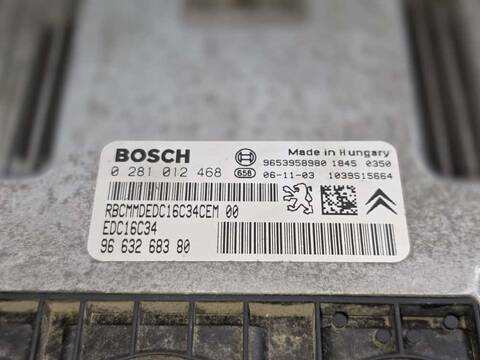 Made in Hungary
BOSCH 9653958980 1845 0350
0 281 012 468 656 06-11-03 1039S15664
RBCMMDEDC16C34CEM 00
EDC16C34
96 632 683 80